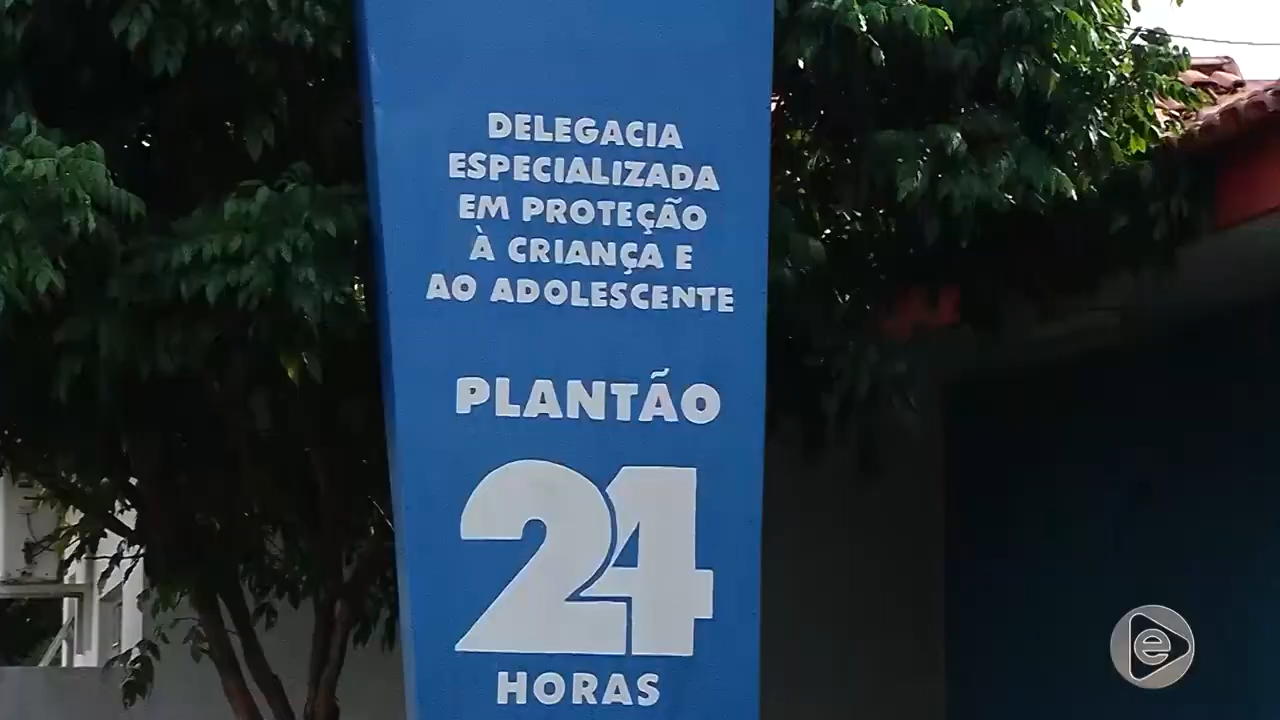 DELEGACIA
ESPECIALIZADA
EM PROTEÇÃO
À CRIANÇA E
AO ADOLESCENTE
PLANTÃO
24
HORAS
e